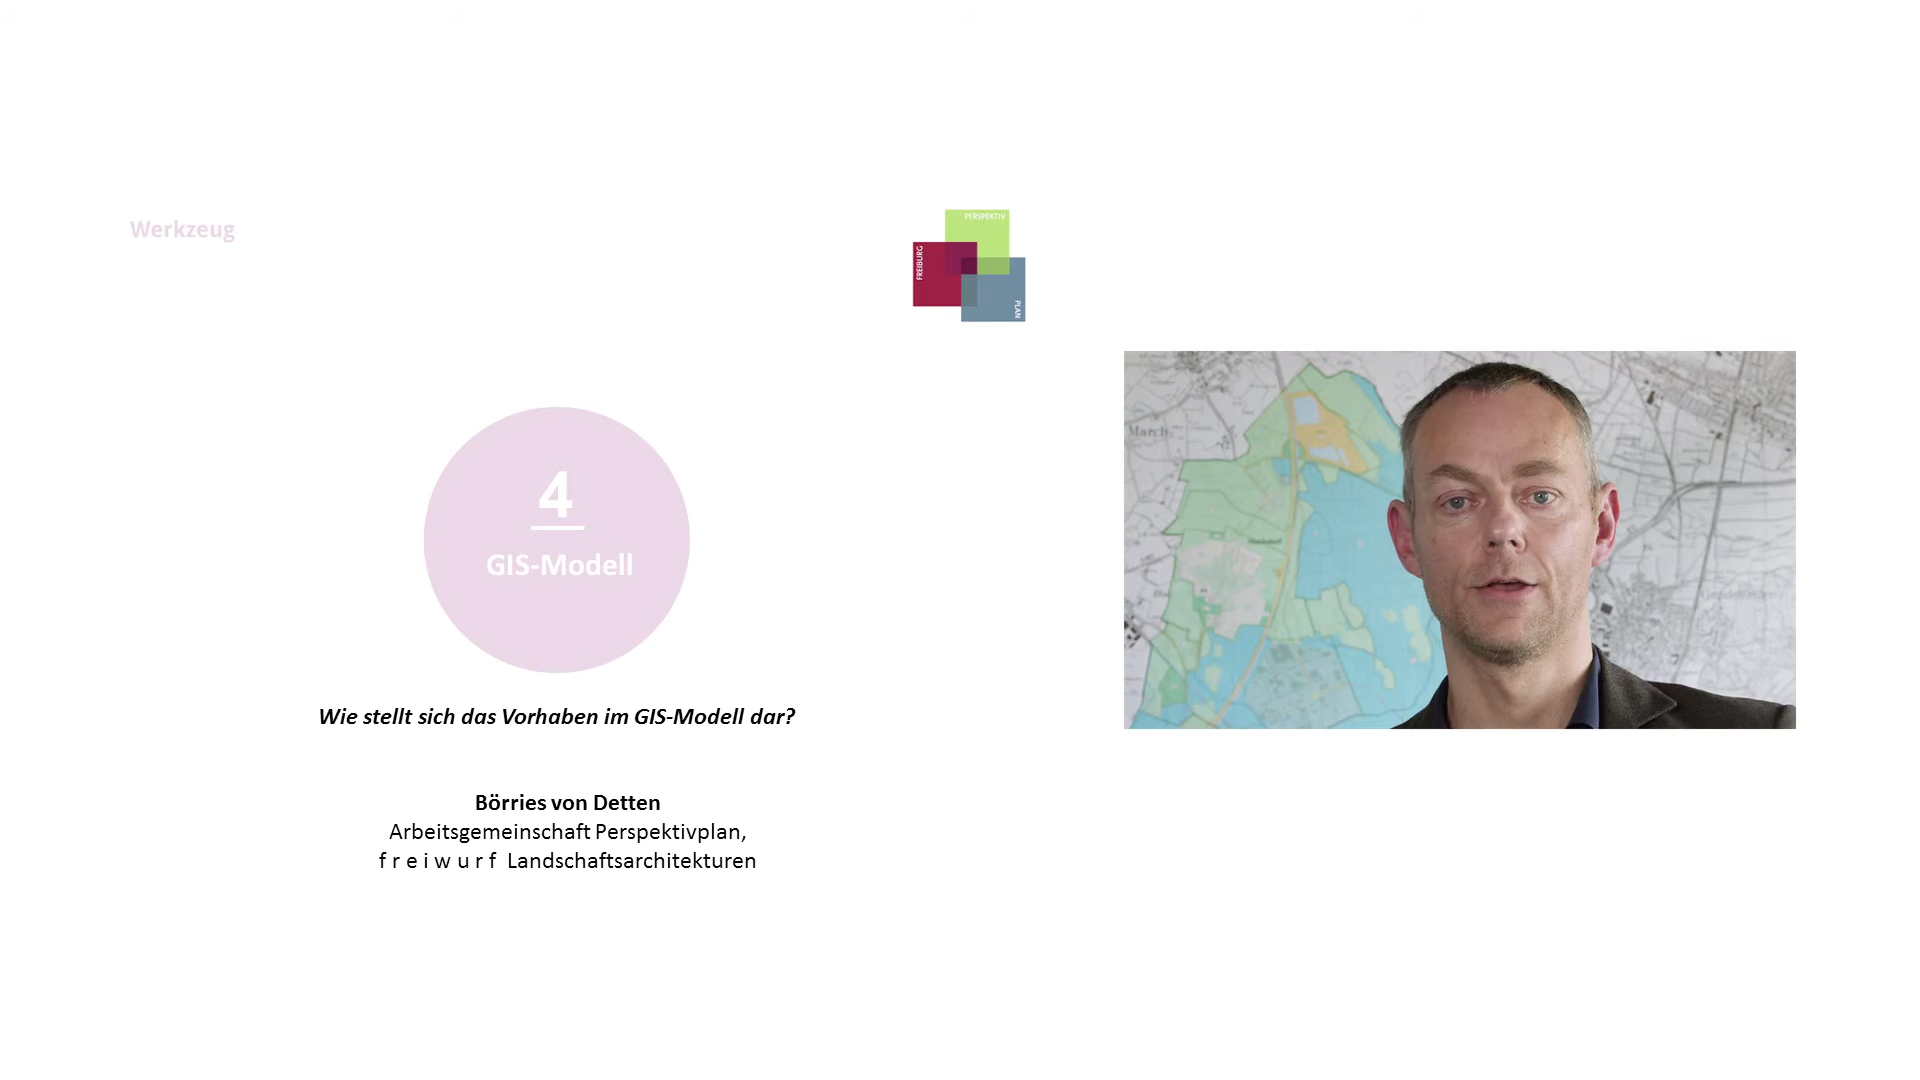 Werkzeug
PERSPEKTIV
FREIBURG
PLAN
4
GIS-Modell
March
Wie stellt sich das Vorhaben im GIS-Modell dar?
Börries von Detten
Arbeitsgemeinschaft Perspektivplan,
f r e i w u r f Landschaftsarchitekturen